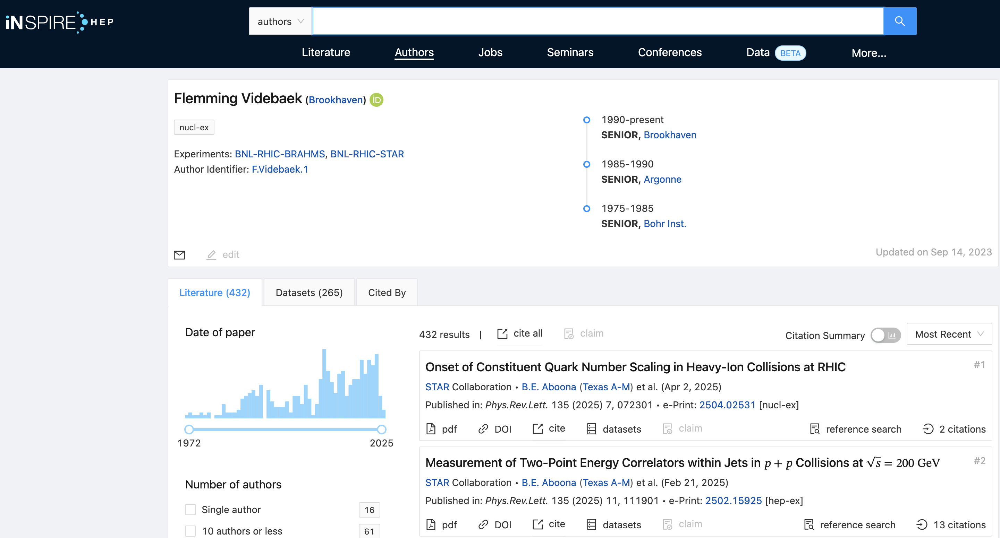 iNSPIRE HEP
authors
Literature Authors Jobs Seminars Conferences Data BETA More...
Flemming Videbaek (Brookhaven) iD
nucl-ex
Experiments: BNL-RHIC-BRAHMS, BNL-RHIC-STAR
Author Identifier: F.Videbaek.1
1990-present
SENIOR, Brookhaven
1985-1990
SENIOR, Argonne
1975-1985
SENIOR, Bohr Inst.
edit
Updated on Sep 14, 2023
Literature (432) Datasets (265) Cited By
Date of paper
1972 2025
Number of authors
Single author 16
10 authors or less 61
432 results | cite all claim Citation Summary Most Recent
Onset of Constituent Quark Number Scaling in Heavy-Ion Collisions at RHIC #1
STAR Collaboration • B.E. Aboona (Texas A-M) et al. (Apr 2, 2025)
Published in: Phys.Rev.Lett. 135 (2025) 7, 072301 • e-Print: 2504.02531 [nucl-ex]
pdf DOI cite datasets claim reference search 2 citations
Measurement of Two-Point Energy Correlators within Jets in p + p Collisions at √s = 200 GeV #2
STAR Collaboration • B.E. Aboona (Texas A-M) et al. (Feb 21, 2025)
Published in: Phys.Rev.Lett. 135 (2025) 11, 111901 • e-Print: 2502.15925 [hep-ex]
pdf DOI cite datasets claim reference search 13 citations